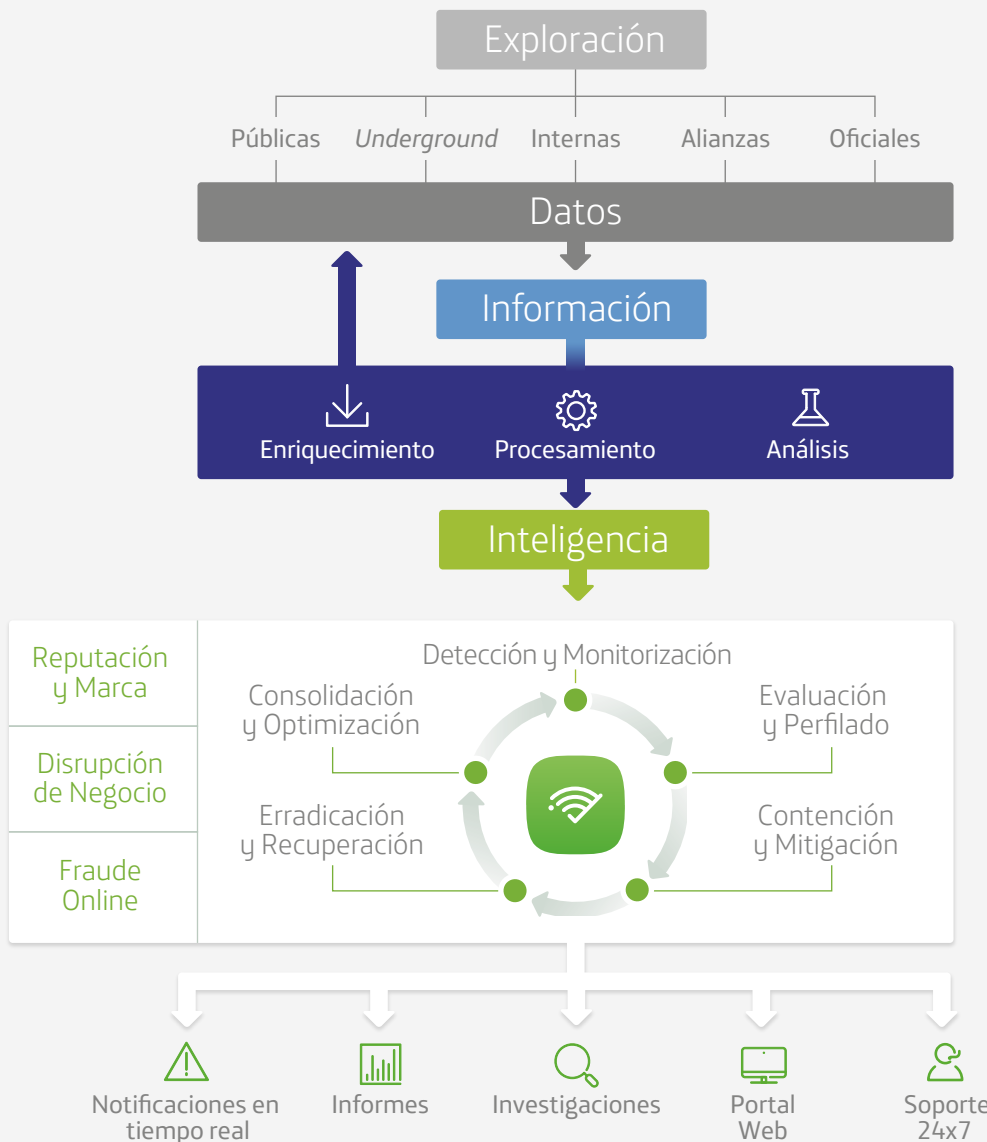 Exploración
Públicas
Underground
Internas
Alianzas
Oficiales
Datos
Información
Enriquecimiento
Procesamiento
Análisis
Inteligencia
Reputación
y Marca
Disrupción
de Negocio
Fraude
Online
Detección y Monitorización
Consolidación
y Optimización
Evaluación
y Perfilado
Erradicación
y Recuperación
Contención
y Mitigación
Notificaciones en
tiempo real
Informes
Investigaciones
Portal
Web
Soporte
24x7